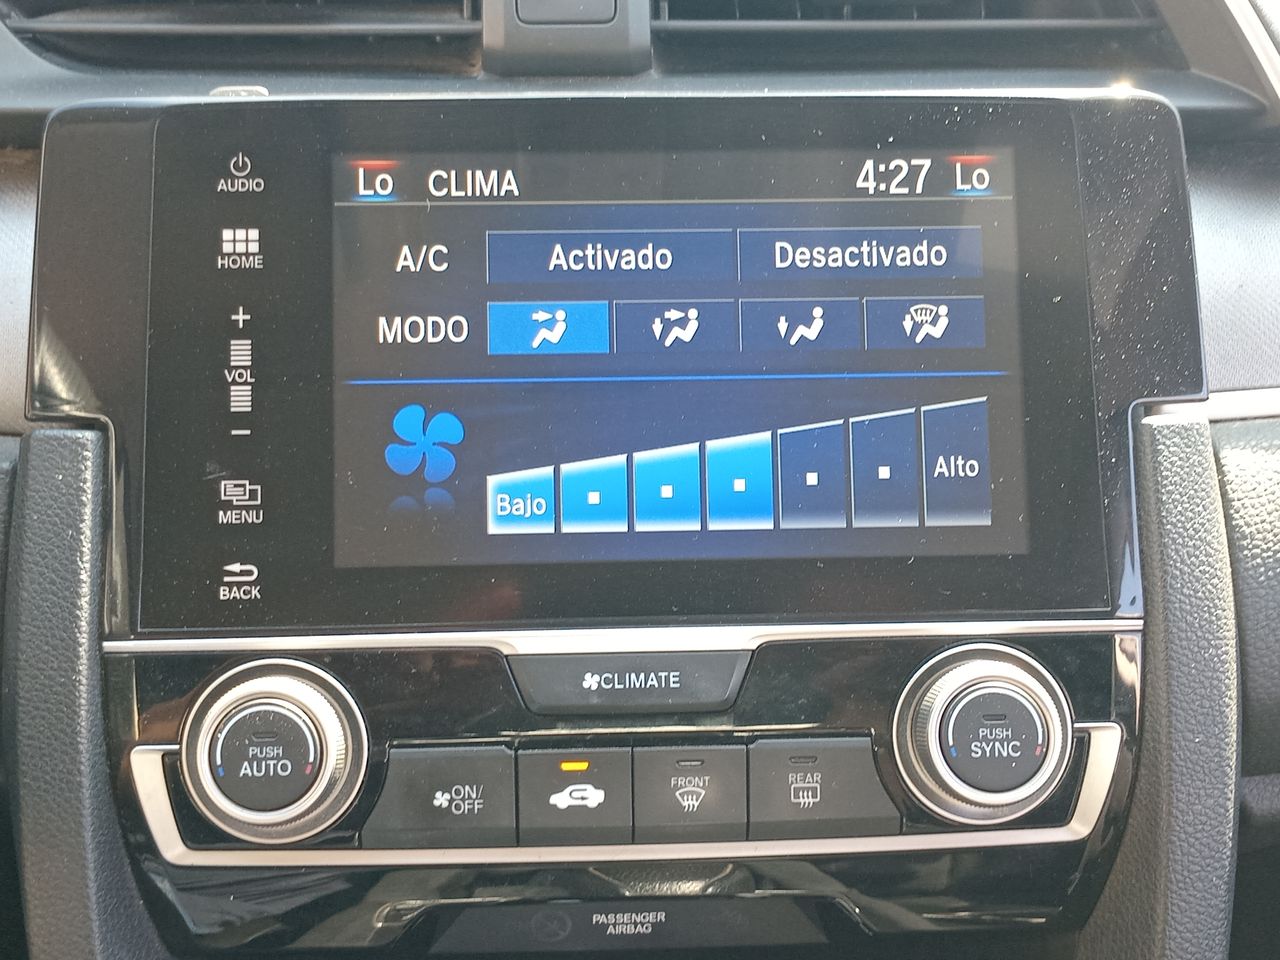 AUDIO
Lo CLIMA 4:27 Lo
HOME
A/C Activado Desactivado
+
MODO
VOL
-
Bajo Alto
MENU
BACK
CLIMATE
PUSH
AUTO
PUSH
SYNC
ON/
OFF
FRONT
REAR
PASSENGER
AIRBAG